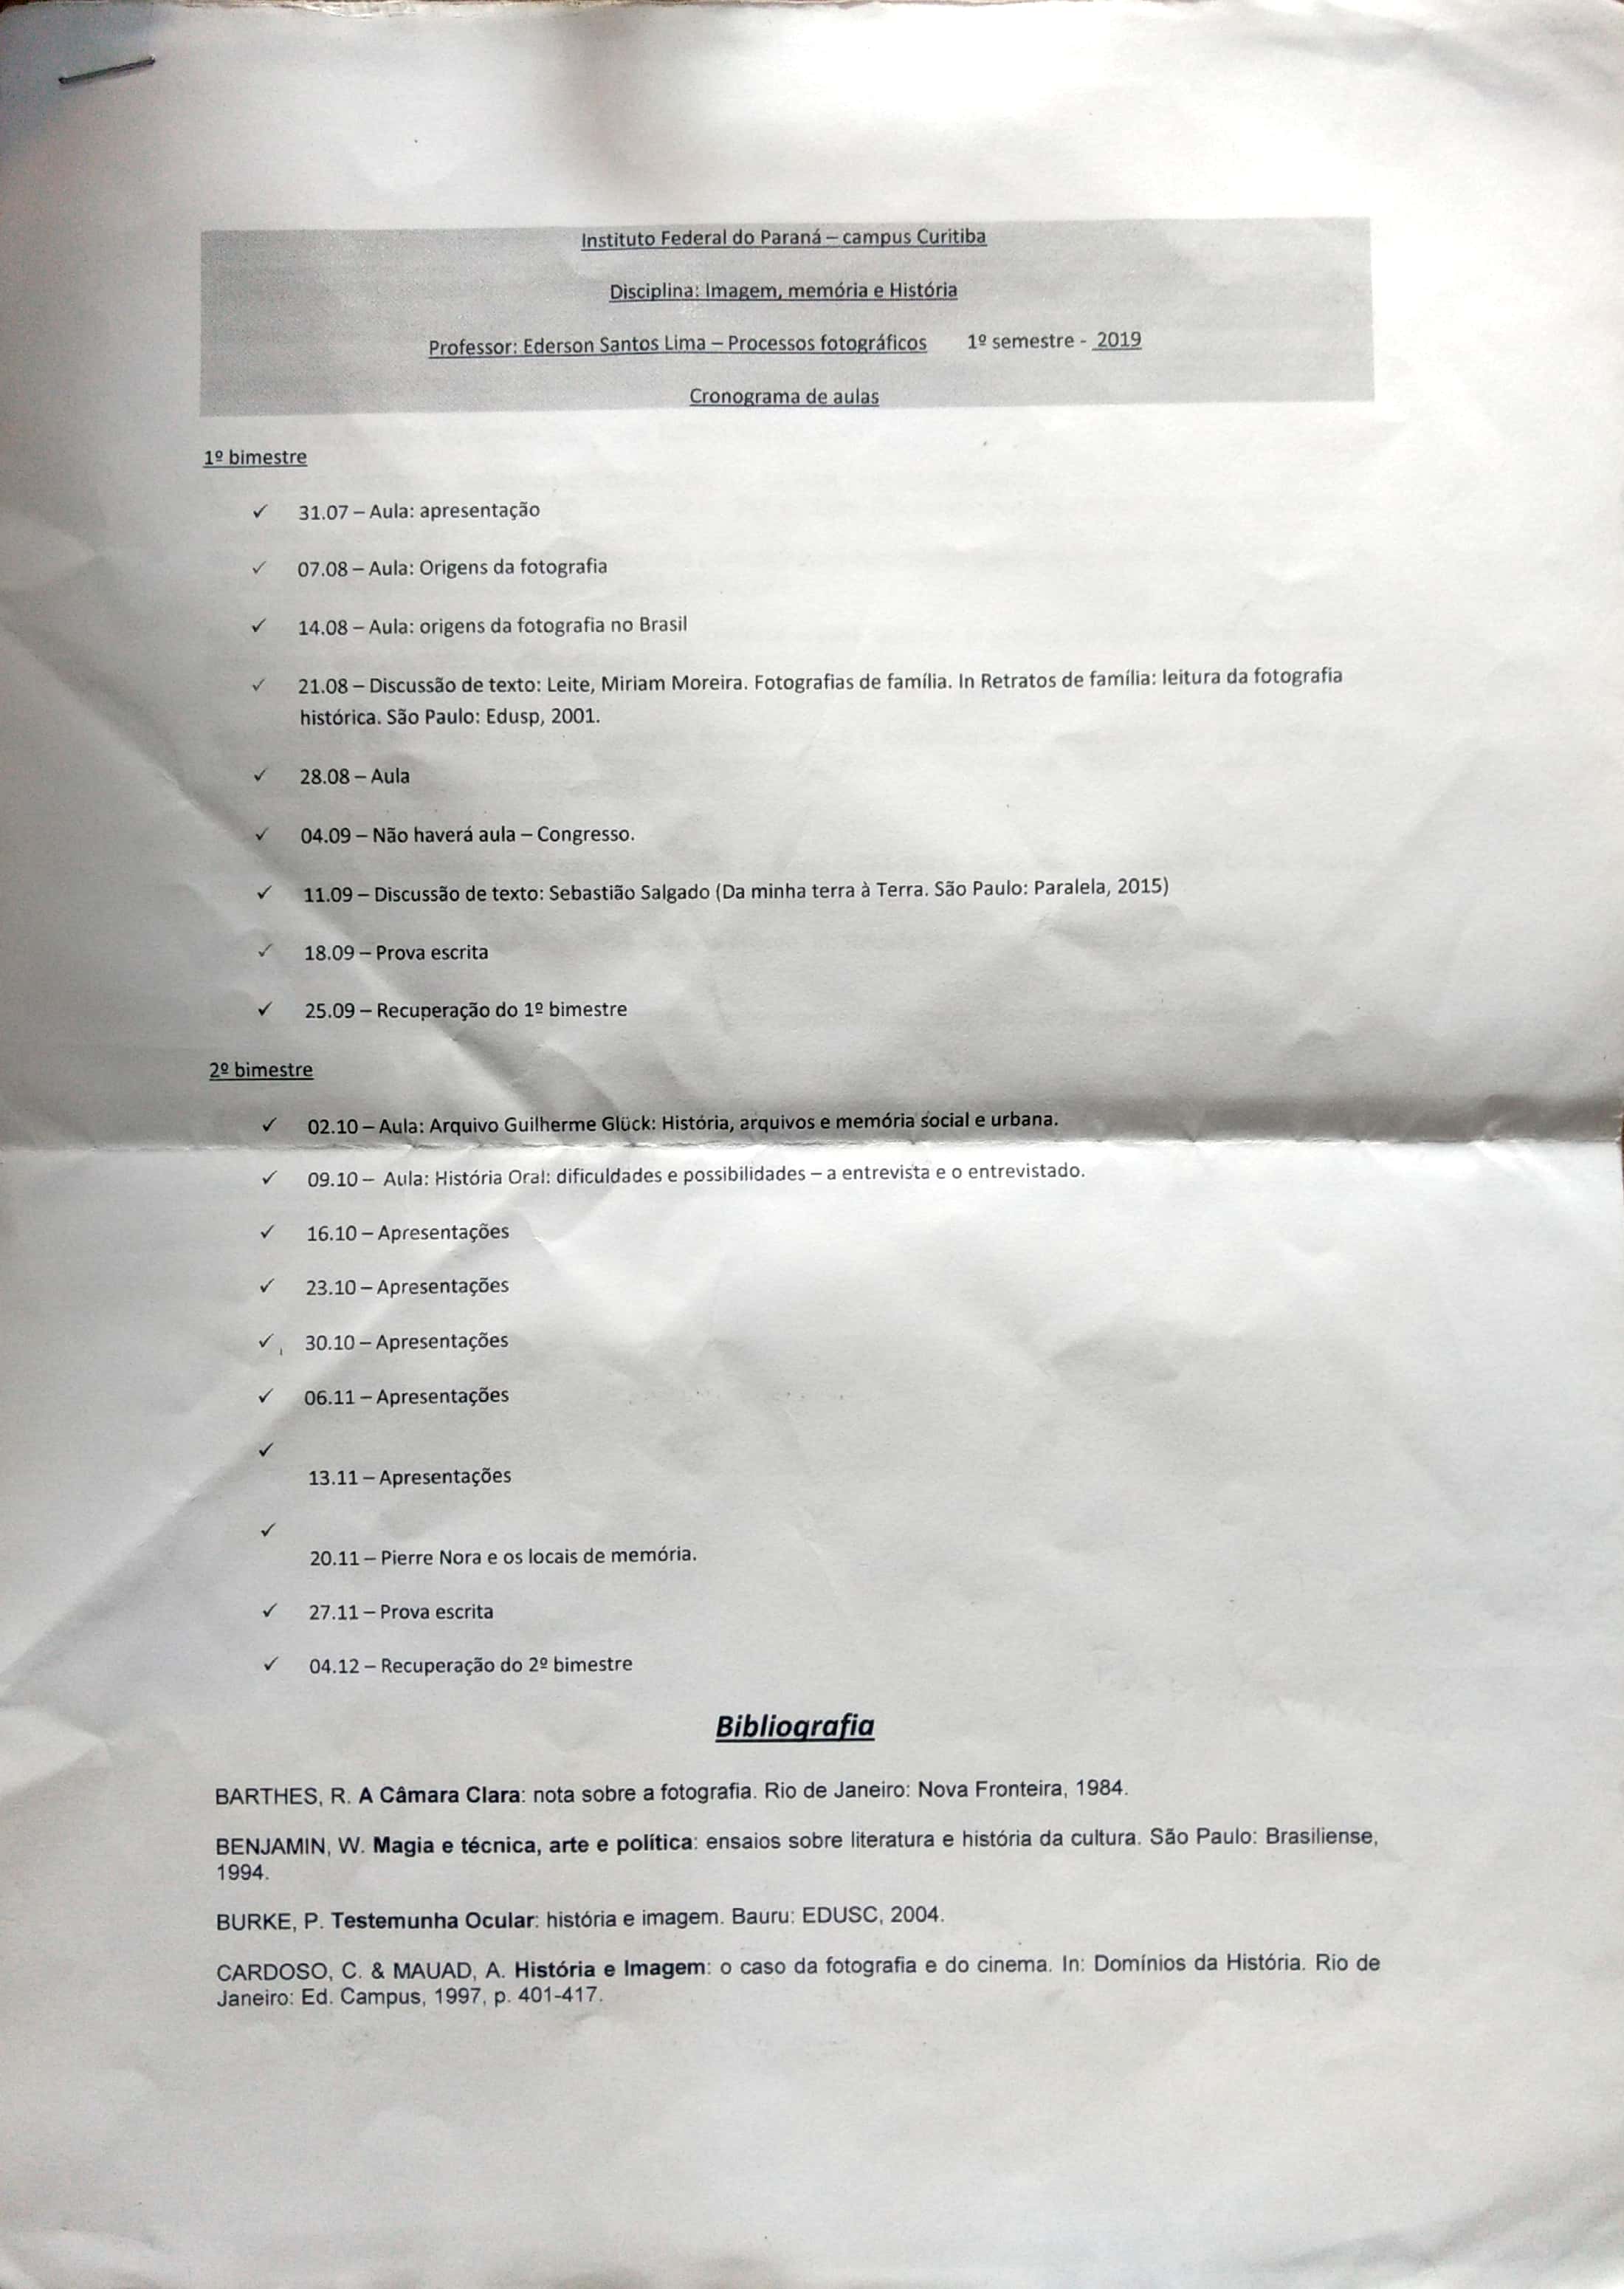 Instituto Federal do Paraná – campus Curitiba
Disciplina: Imagem, memória e História
Professor: Ederson Santos Lima – Processos fotográficos 1º semestre - 2019
Cronograma de aulas
1º bimestre
✓ 31.07 – Aula: apresentação
✓ 07.08 – Aula: Origens da fotografia
✓ 14.08 – Aula: origens da fotografia no Brasil
✓ 21.08 – Discussão de texto: Leite, Miriam Moreira. Fotografias de família. In Retratos de família: leitura da fotografia
histórica. São Paulo: Edusp, 2001.
✓ 28.08 – Aula
✓ 04.09 – Não haverá aula – Congresso.
✓ 11.09 – Discussão de texto: Sebastião Salgado (Da minha terra à Terra. São Paulo: Paralela, 2015)
✓ 18.09 – Prova escrita
✓ 25.09 – Recuperação do 1º bimestre
2º bimestre
✓ 02.10 – Aula: Arquivo Guilherme Glück: História, arquivos e memória social e urbana.
✓ 09.10 – Aula: História Oral: dificuldades e possibilidades – a entrevista e o entrevistado.
✓ 16.10 – Apresentações
✓ 23.10 – Apresentações
✓ 30.10 – Apresentações
✓ 06.11 – Apresentações
✓
13.11 – Apresentações
✓
20.11 – Pierre Nora e os locais de memória.
✓ 27.11 – Prova escrita
✓ 04.12 – Recuperação do 2º bimestre
Bibliografia
BARTHES, R. A Câmara Clara: nota sobre a fotografia. Rio de Janeiro: Nova Fronteira, 1984.
BENJAMIN, W. Magia e técnica, arte e política: ensaios sobre literatura e história da cultura. São Paulo: Brasiliense,
1994.
BURKE, P. Testemunha Ocular: história e imagem. Bauru: EDUSC, 2004.
CARDOSO, C. & MAUAD, A. História e Imagem: o caso da fotografia e do cinema. In: Domínios da História. Rio de
Janeiro: Ed. Campus, 1997, p. 401-417.